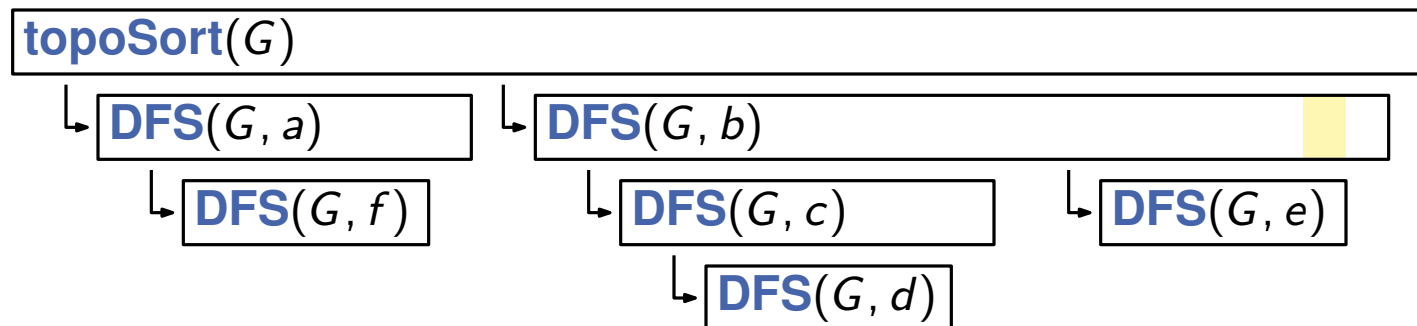 topoSort(G)
DFS(G, a) DFS(G, b)
DFS(G, f) DFS(G, c) DFS(G, e)
DFS(G, d)